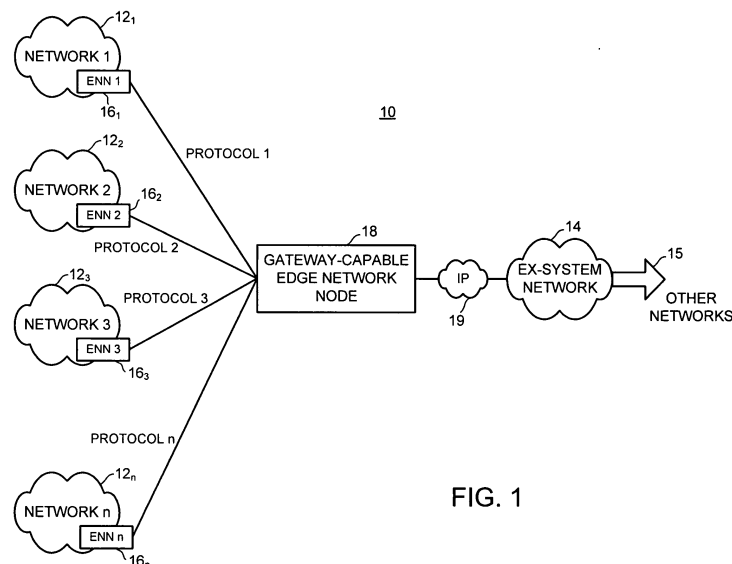 12₁
NETWORK 1
ENN 1
16₁
10
PROTOCOL 1
12₂
NETWORK 2
ENN 2
16₂
PROTOCOL 2
18
GATEWAY-CAPABLE
EDGE NETWORK
NODE
IP
19
14
EX-SYSTEM
NETWORK
15
OTHER
NETWORKS
12₃
NETWORK 3
PROTOCOL 3
ENN 3
16₃
PROTOCOL n
12ₙ
NETWORK n
ENN n
16
FIG. 1